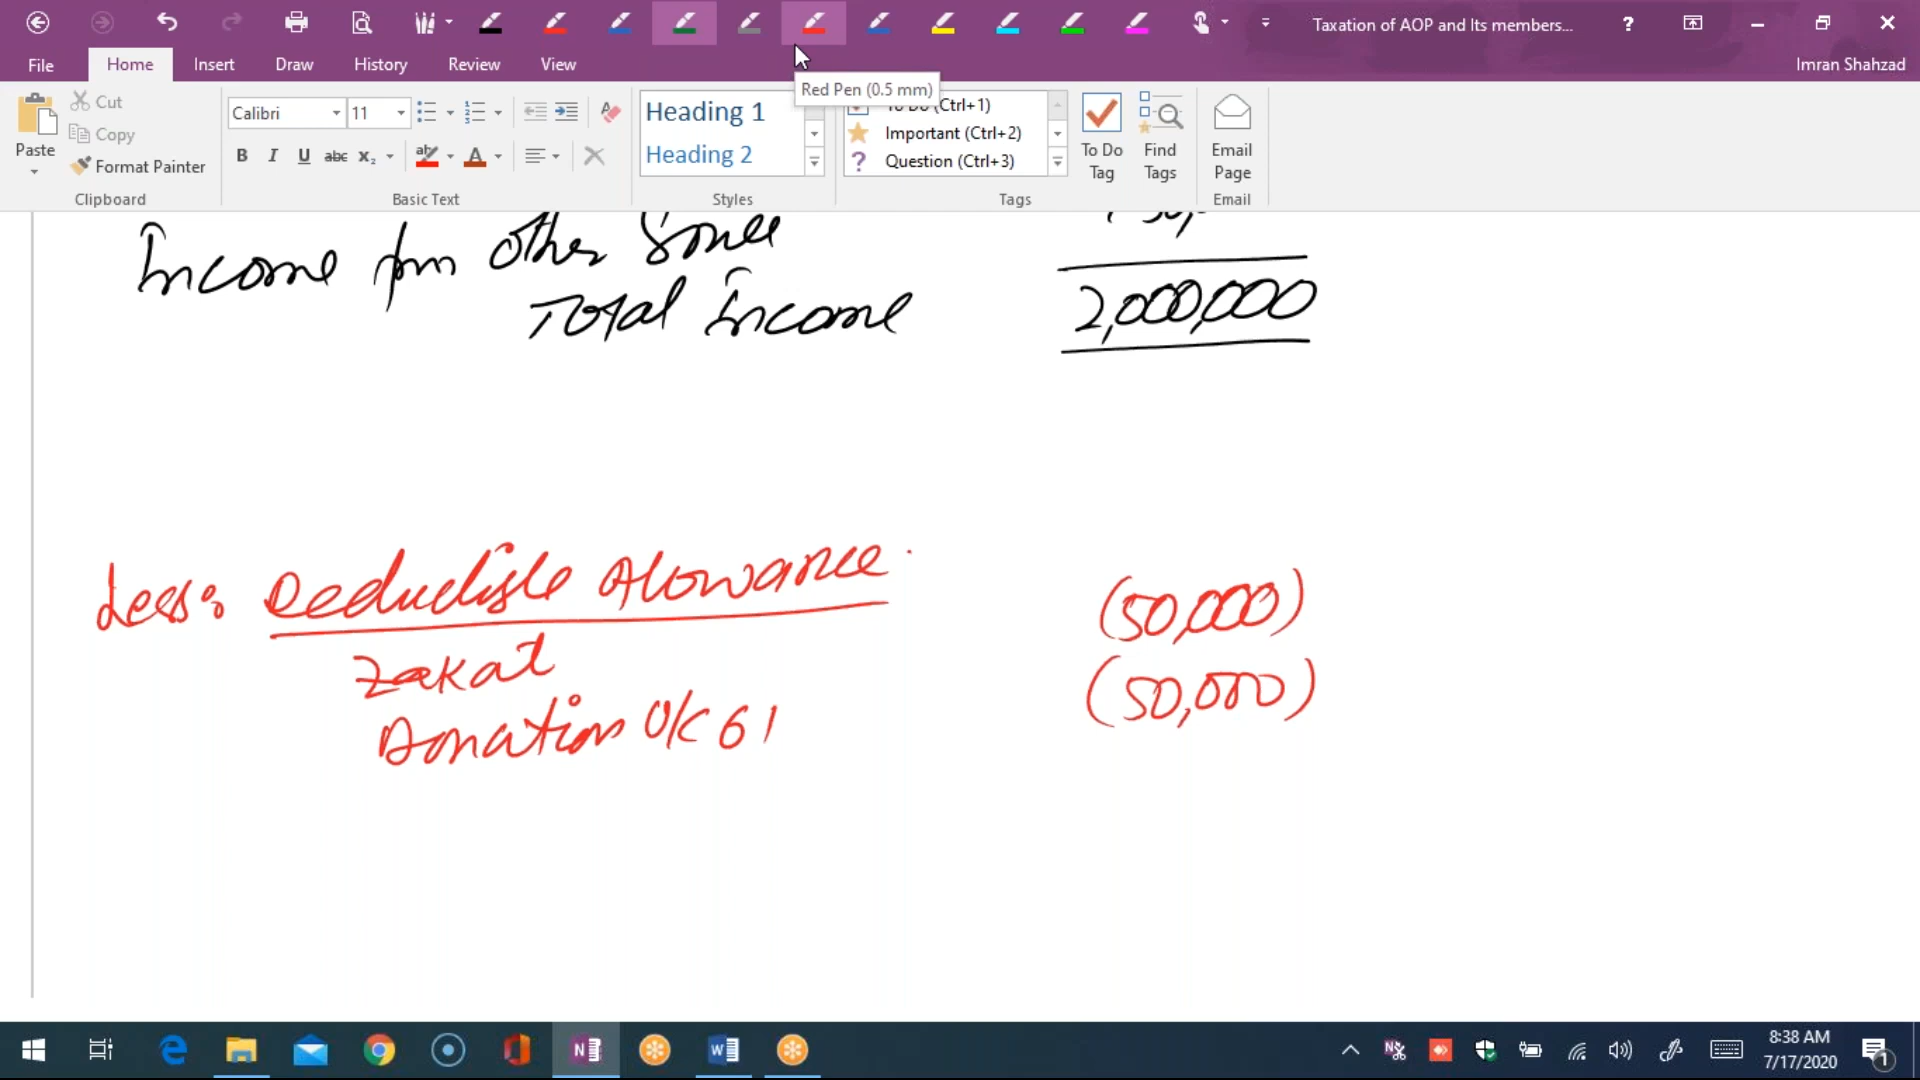 Taxation of AOP and Its members...
?
File
Home
Insert
Draw
History
Review
View
Imran Shahzad
Red Pen (0.5 mm)
Paste
Cut
Copy
Format Painter
Clipboard
Calibri
11
B I U abc x₂ ab A
Basic Text
Heading 1
Heading 2
Styles
(Ctrl+1)
Important (Ctrl+2)
? Question (Ctrl+3)
Tags
To Do
Tag
Find
Tags
Email
Page
Email
Income from Other Source
Total Income 2,000,000
Less: Deductible Allowance
(50,000)
Zakat
(50,000)
Donation U/C 61
8:38 AM
7/17/2020
1